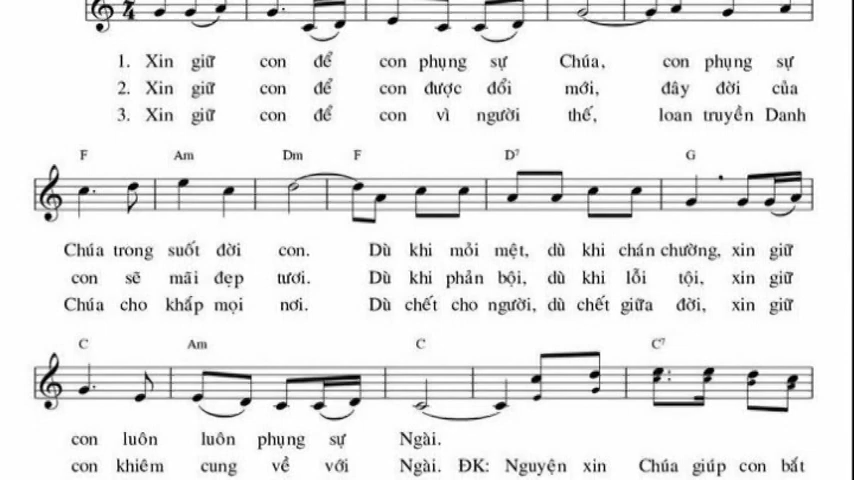 1. Xin giữ con để con phụng sự Chúa, con phụng sự
2. Xin giữ con để con được đổi mới, đây đời của
3. Xin giữ con để con vì người thế, loan truyền Danh
F Am Dm F D7 G
Chúa trong suốt đời con. Dù khi mỏi mệt, dù khi chán chường, xin giữ
con sẽ mãi đẹp tươi. Dù khi phản bội, dù khi lỗi tội, xin giữ
Chúa cho khắp mọi nơi. Dù chết cho người, dù chết giữa đời, xin giữ
C Am C C7
con luôn luôn phụng sự Ngài.
con khiêm cung về với Ngài. ĐK: Nguyện xin Chúa giúp con bắt